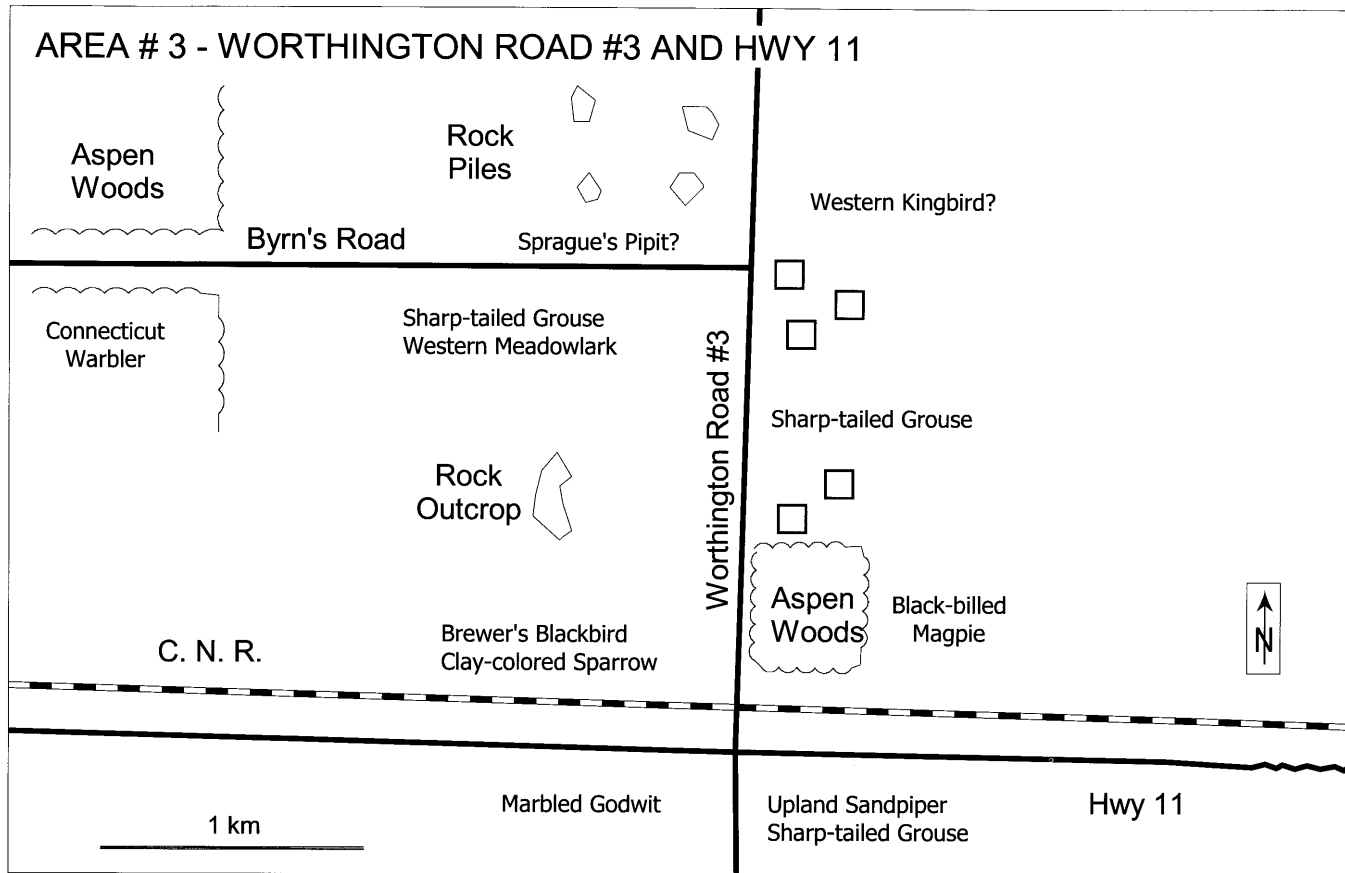 AREA # 3 - WORTHINGTON ROAD #3 AND HWY 11
Aspen
Woods
Rock
Piles
Western Kingbird?
Byrn's Road
Sprague's Pipit?
Connecticut
Warbler
Sharp-tailed Grouse
Western Meadowlark
Worthington Road #3
Sharp-tailed Grouse
Rock
Outcrop
Aspen
Woods
Black-billed
Magpie
N
Brewer's Blackbird
Clay-colored Sparrow
C. N. R.
Marbled Godwit
Upland Sandpiper
Sharp-tailed Grouse
Hwy 11
1 km